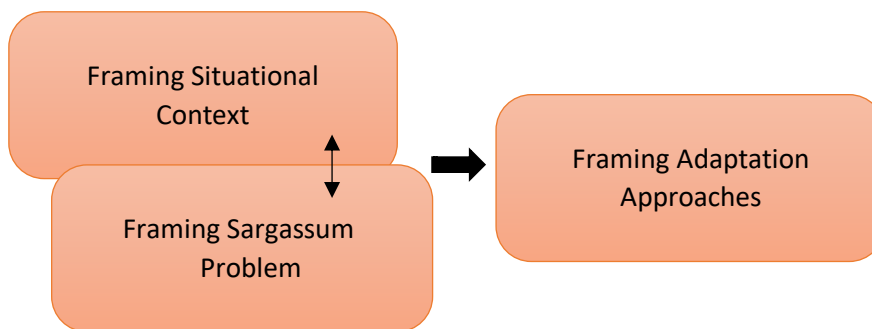 Framing Situational
Context
Framing Sargassum
Problem
Framing Adaptation
Approaches